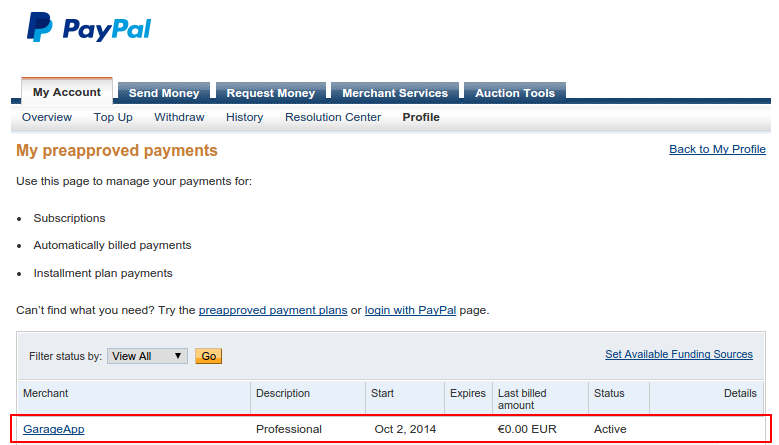 PayPal
My Account Send Money Request Money Merchant Services Auction Tools
Overview Top Up Withdraw History Resolution Center Profile
My preapproved payments Back to My Profile
Use this page to manage your payments for:
Subscriptions
Automatically billed payments
Installment plan payments
Can't find what you need? Try the preapproved payment plans or login with PayPal page.
Filter status by: View All Go Set Available Funding Sources
Merchant Description Start Expires Last billed amount Status Details
GarageApp Professional Oct 2, 2014 €0.00 EUR Active